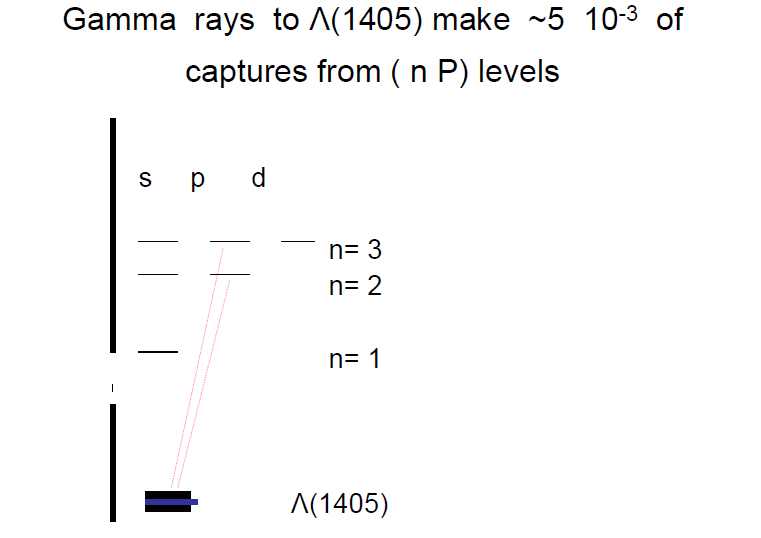 Gamma rays to Λ(1405) make ~5 10⁻³ of
captures from ( n P) levels
s p d
n= 3
n= 2
n= 1
Λ(1405)